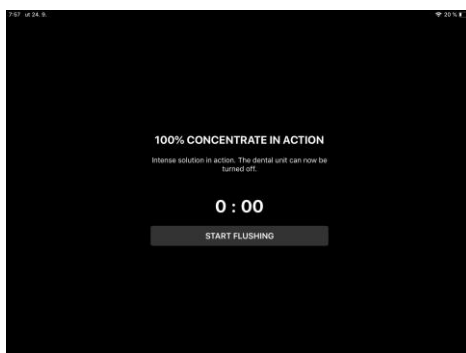 7:57 ut 24. 9. 20 %
100% CONCENTRATE IN ACTION
Intense solution in action. The dental unit can now be
turned off.
0 : 00
START FLUSHING